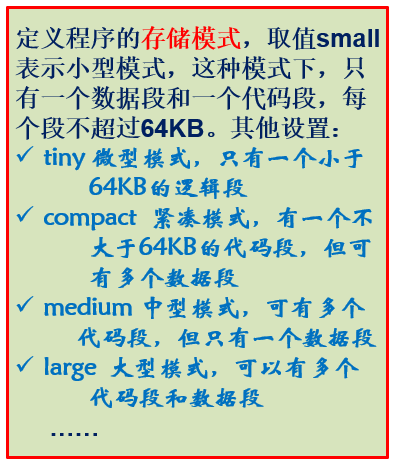 定义程序的存储模式，取值small
表示小型模式，这种模式下，只
有一个数据段和一个代码段，每
个段不超过64KB。其他设置：
✓ tiny 微型模式，只有一个小于
64KB的逻辑段
✓ compact 紧凑模式，有一个不
大于64KB的代码段，但可
有多个数据段
✓ medium 中型模式，可有多个
代码段，但只有一个数据段
✓ large 大型模式，可以有多个
代码段和数据段
……